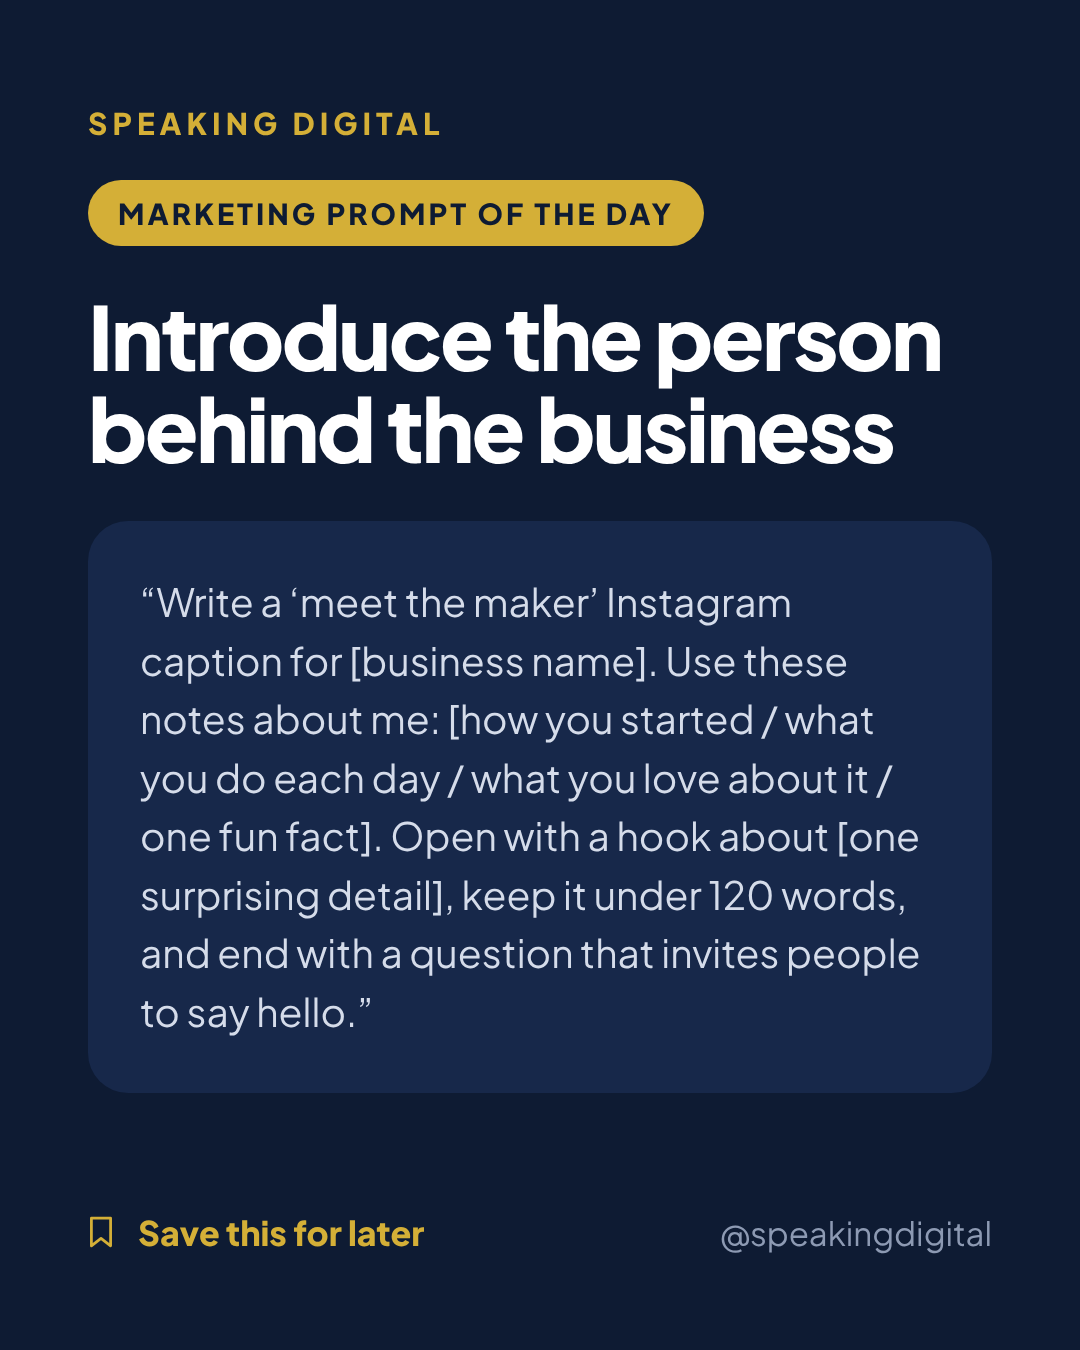 SPEAKING DIGITAL
MARKETING PROMPT OF THE DAY
Introduce the person
behind the business
“Write a ‘meet the maker’ Instagram
caption for [business name]. Use these
notes about me: [how you started / what
you do each day / what you love about it /
one fun fact]. Open with a hook about [one
surprising detail], keep it under 120 words,
and end with a question that invites people
to say hello.”
Save this for later
@speakingdigital